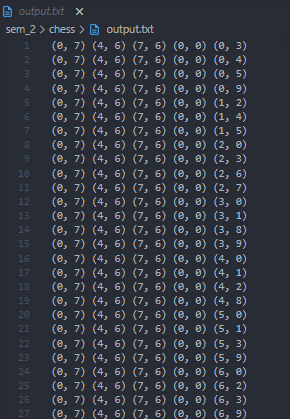 output.txt ×
sem_2 > chess > output.txt
1 (0, 7) (4, 6) (7, 6) (0, 0) (0, 3)
2 (0, 7) (4, 6) (7, 6) (0, 0) (0, 4)
3 (0, 7) (4, 6) (7, 6) (0, 0) (0, 5)
4 (0, 7) (4, 6) (7, 6) (0, 0) (0, 9)
5 (0, 7) (4, 6) (7, 6) (0, 0) (1, 2)
6 (0, 7) (4, 6) (7, 6) (0, 0) (1, 4)
7 (0, 7) (4, 6) (7, 6) (0, 0) (1, 5)
8 (0, 7) (4, 6) (7, 6) (0, 0) (2, 0)
9 (0, 7) (4, 6) (7, 6) (0, 0) (2, 3)
10 (0, 7) (4, 6) (7, 6) (0, 0) (2, 6)
11 (0, 7) (4, 6) (7, 6) (0, 0) (2, 7)
12 (0, 7) (4, 6) (7, 6) (0, 0) (3, 0)
13 (0, 7) (4, 6) (7, 6) (0, 0) (3, 1)
14 (0, 7) (4, 6) (7, 6) (0, 0) (3, 8)
15 (0, 7) (4, 6) (7, 6) (0, 0) (3, 9)
16 (0, 7) (4, 6) (7, 6) (0, 0) (4, 0)
17 (0, 7) (4, 6) (7, 6) (0, 0) (4, 1)
18 (0, 7) (4, 6) (7, 6) (0, 0) (4, 2)
19 (0, 7) (4, 6) (7, 6) (0, 0) (4, 8)
20 (0, 7) (4, 6) (7, 6) (0, 0) (5, 0)
21 (0, 7) (4, 6) (7, 6) (0, 0) (5, 1)
22 (0, 7) (4, 6) (7, 6) (0, 0) (5, 3)
23 (0, 7) (4, 6) (7, 6) (0, 0) (5, 9)
24 (0, 7) (4, 6) (7, 6) (0, 0) (6, 0)
25 (0, 7) (4, 6) (7, 6) (0, 0) (6, 2)
26 (0, 7) (4, 6) (7, 6) (0, 0) (6, 3)
27 (0, 7) (4, 6) (7, 6) (0, 0) (6, 9)